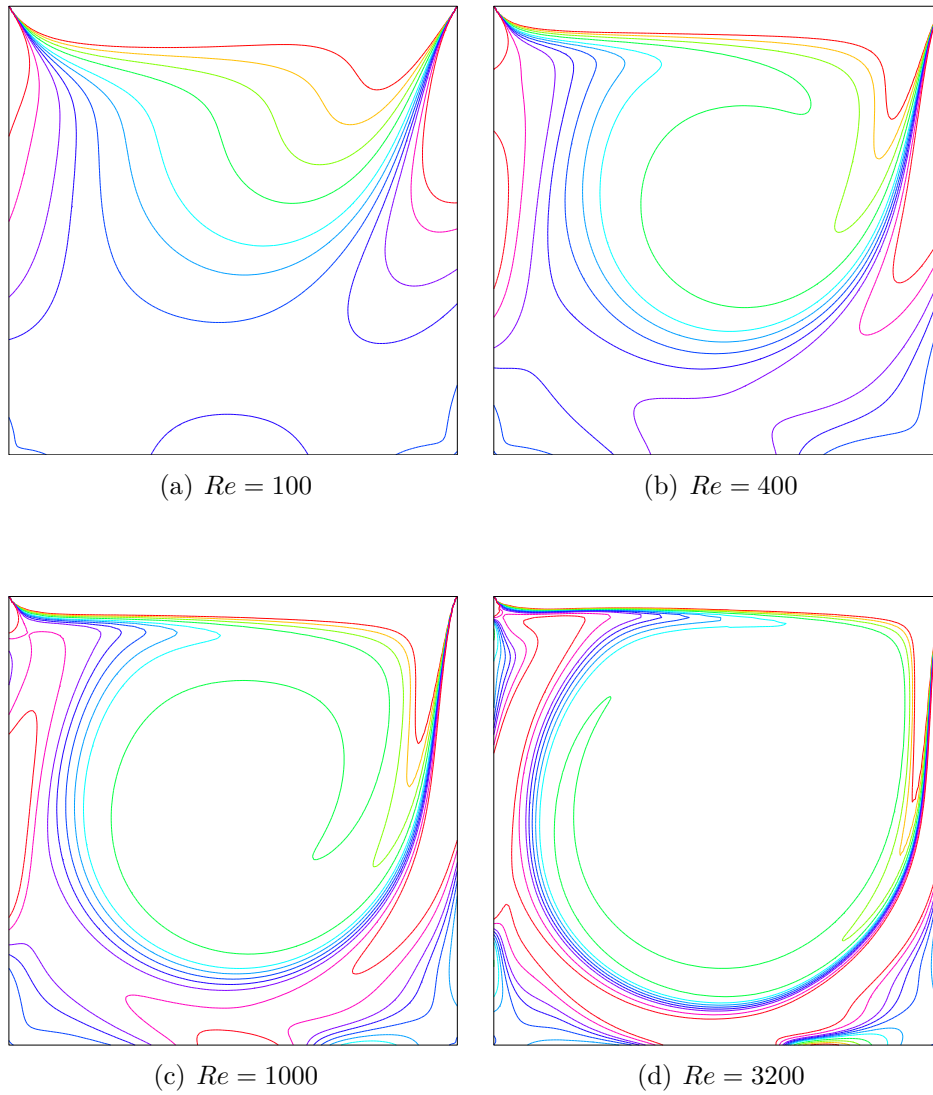 (a) Re = 100
(b) Re = 400
(c) Re = 1000
(d) Re = 3200